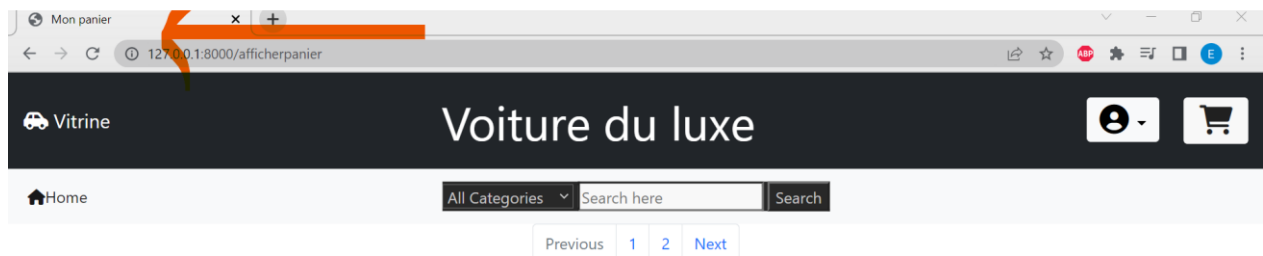 Mon panier
127.0.0.1:8000/afficherpanier
ABP
E
Vitrine
Voiture du luxe
Home
All Categories Search here Search
Previous 1 2 Next